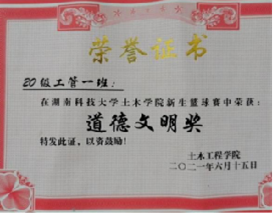 荣誉证书
20级工管一班：
在湖南科技大学土木学院新生篮球赛中荣获：
道德文明奖
特发此证，以资鼓励！
土木工程学院
二〇二一年六月十五日